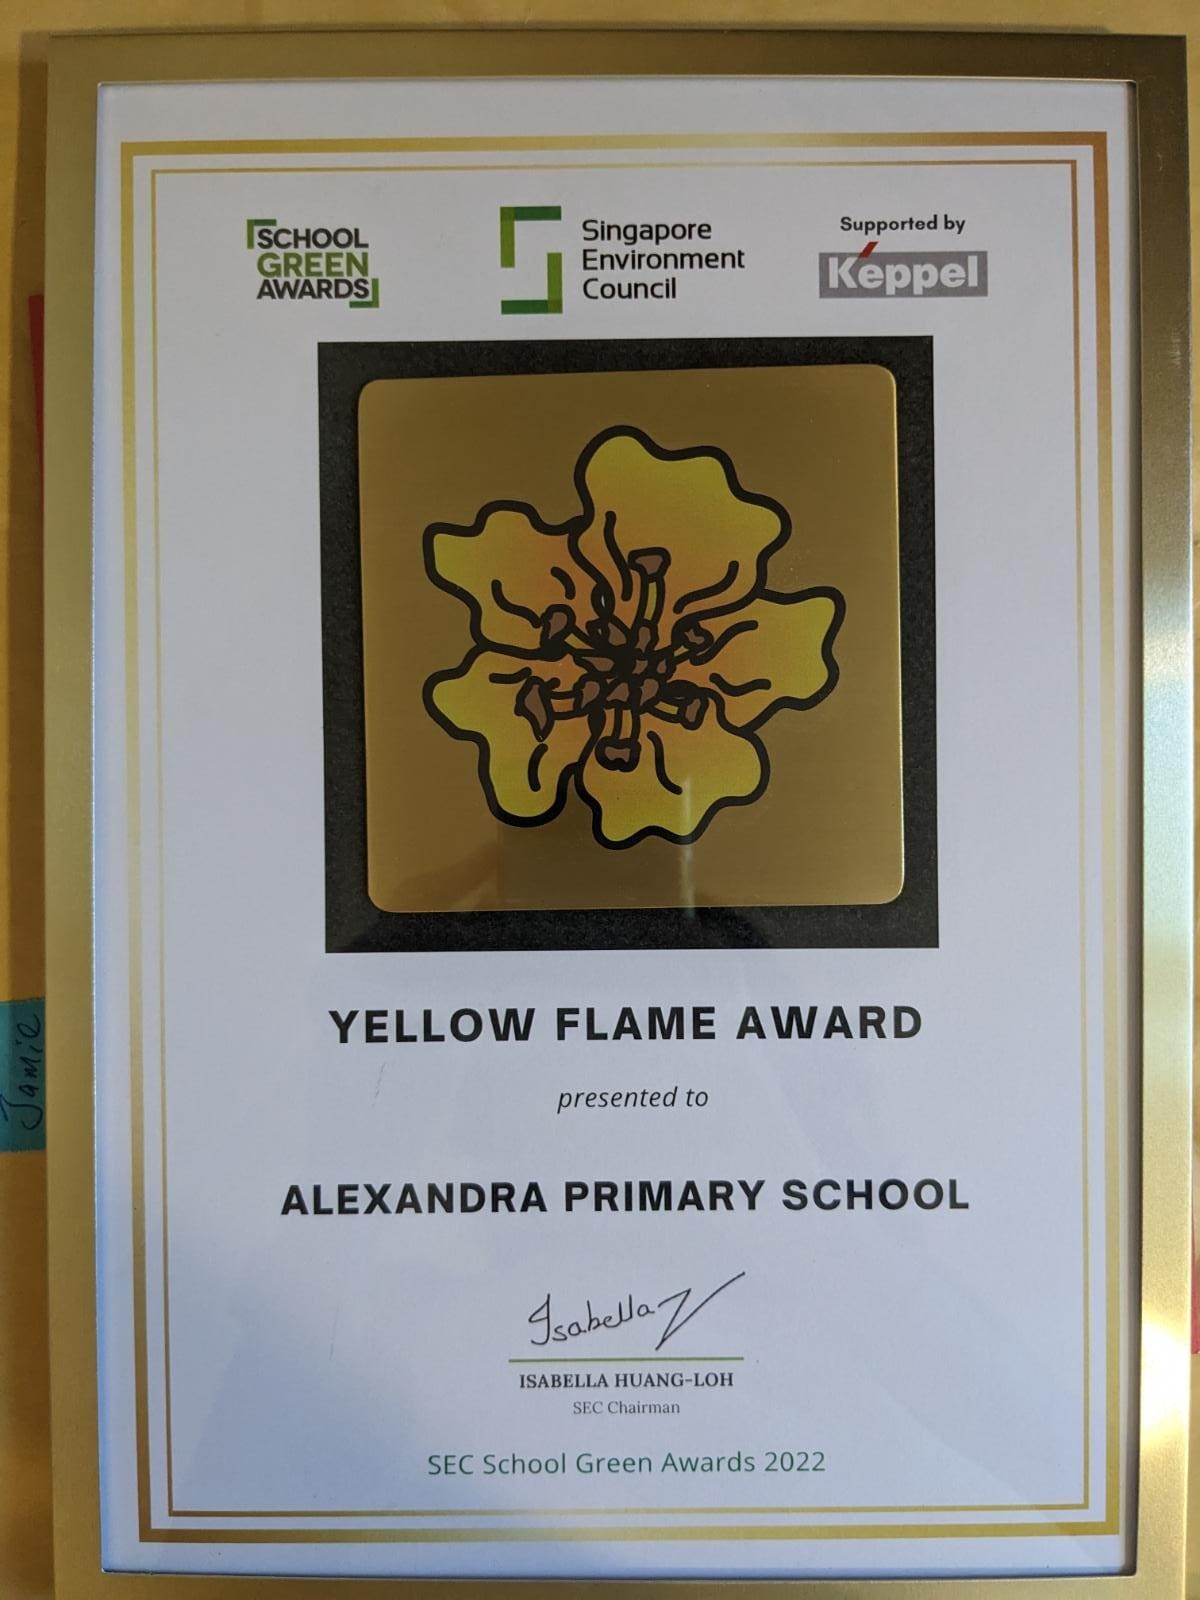 SCHOOL
GREEN
AWARDS
Singapore
Environment
Council
Supported by
Keppel
YELLOW FLAME AWARD
presented to
ALEXANDRA PRIMARY SCHOOL
Isabella
ISABELLA HUANG-LOH
SEC Chairman
SEC School Green Awards 2022
Jamie